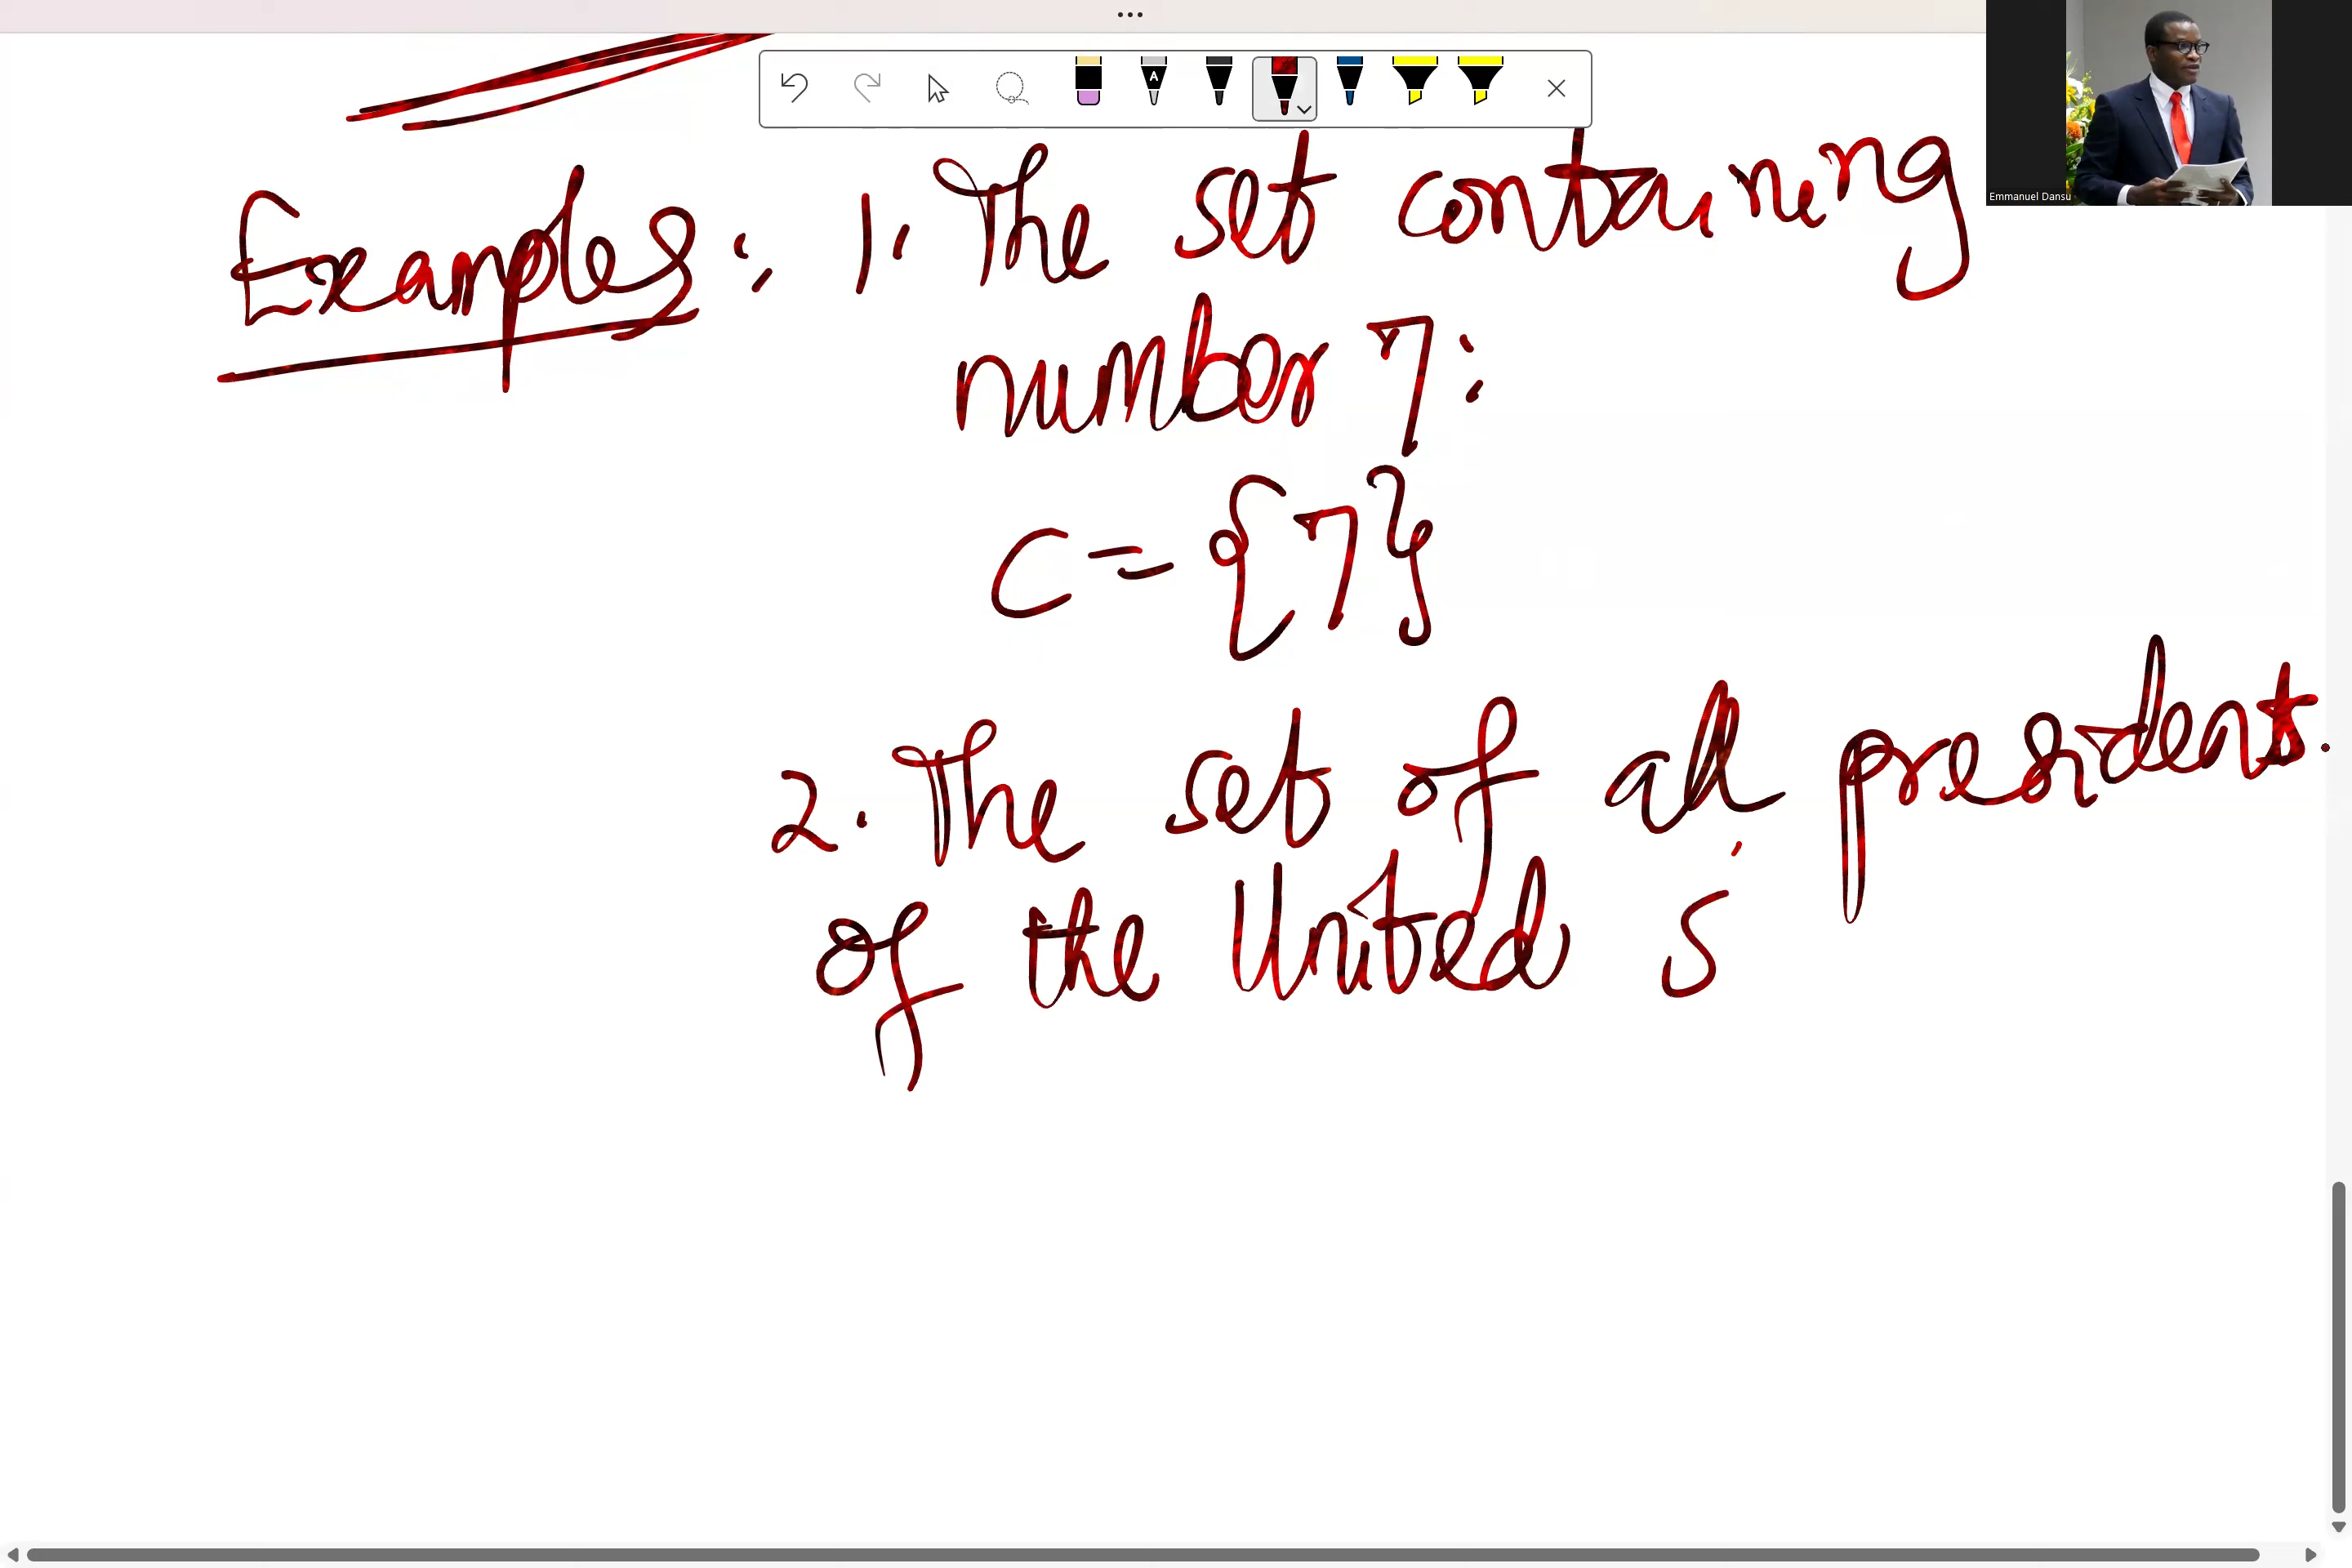 Emmanuel Dansu
Examples: 1. The set containing
number 7:
C = {7}
2. The set of all presidents.
of the United S